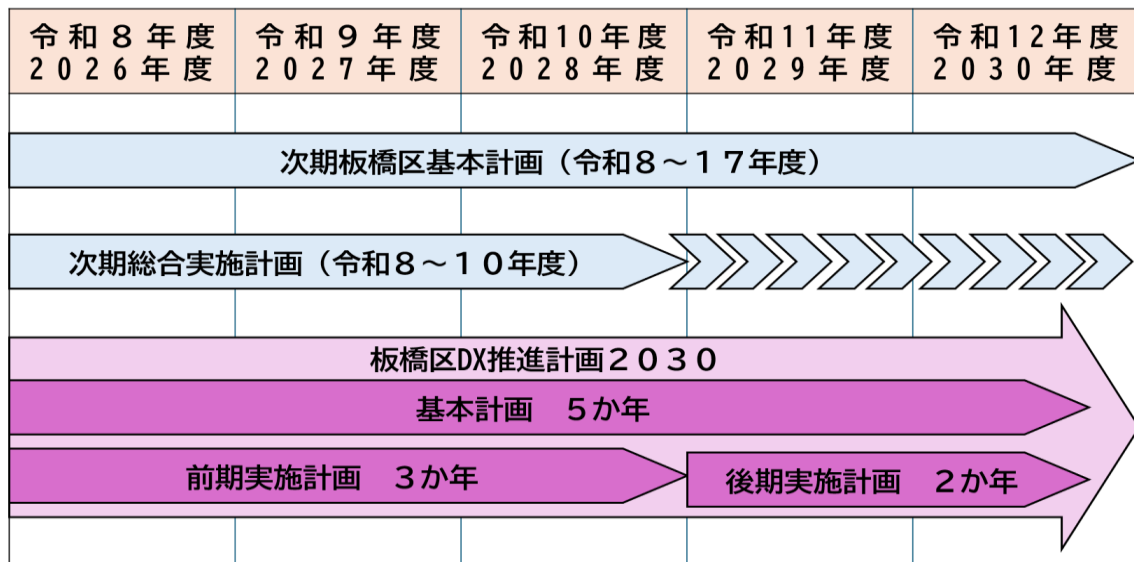 令和８年度
２０２６年度
令和９年度
２０２７年度
令和10年度
２０２８年度
令和11年度
２０２９年度
令和12年度
２０３０年度
次期板橋区基本計画（令和８～１７年度）
次期総合実施計画（令和８～１０年度）
板橋区DX推進計画２０３０
基本計画　５か年
前期実施計画　３か年
後期実施計画　２か年